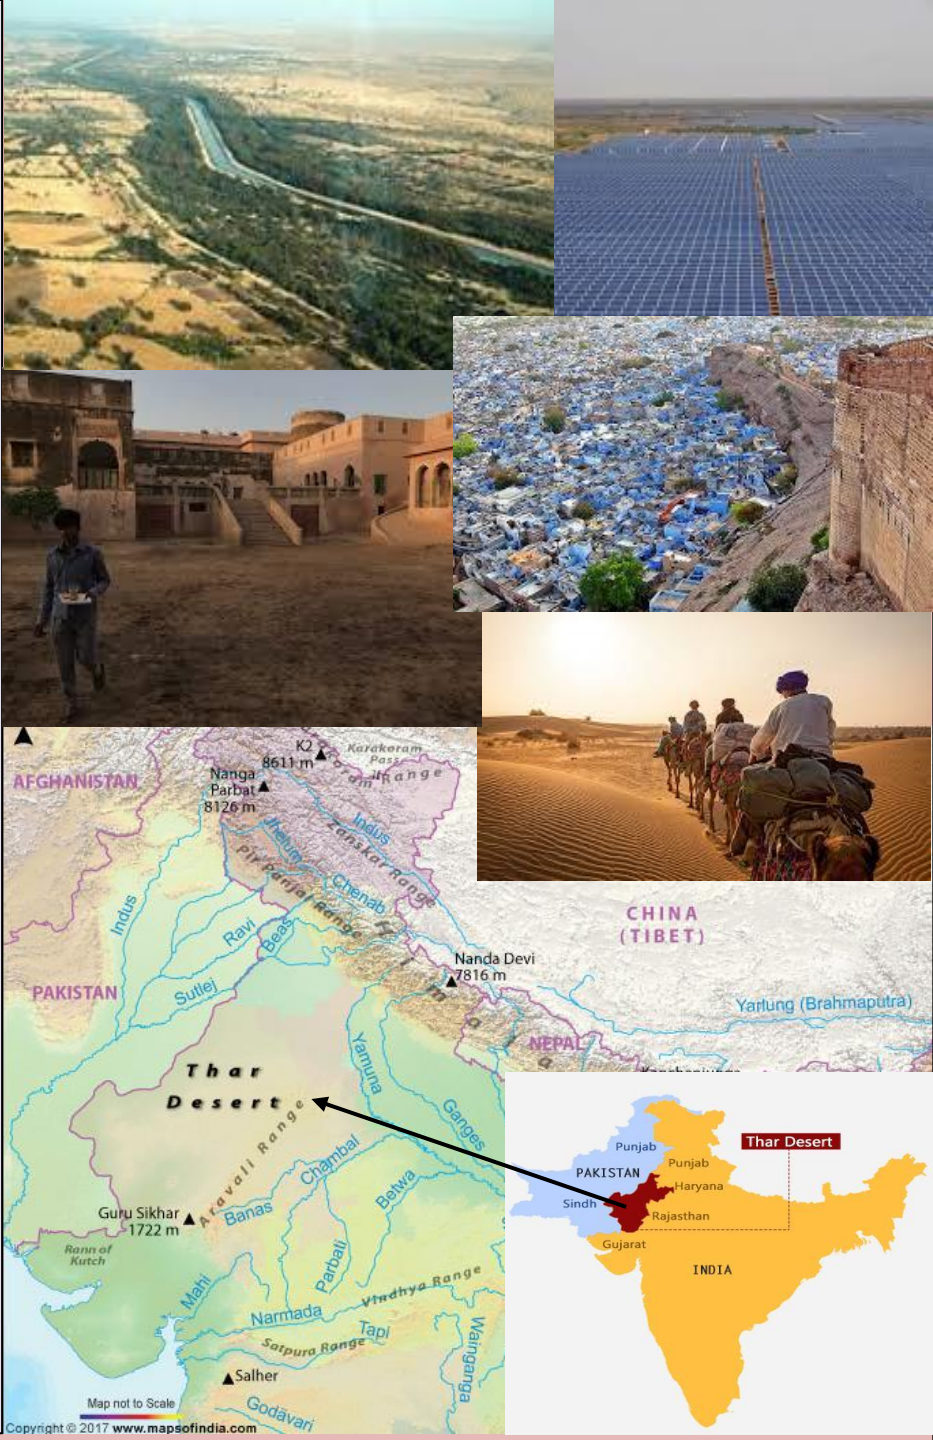 K2
8611 m
Karakoram
Pass
Range
AFGHANISTAN
Nanga
Parbat
8126 m
Indus
Zanskar Range
Jhelum
Pir Panjal Range
Chenab
Indus
Ravi
Beas
CHINA
(TIBET)
H i m a l a
Nanda Devi
7816 m
PAKISTAN
Sutlej
Yarlung (Brahmaputra)
NEPAL
Yamuna
Thar
Desert
Ganges
Aravali Range
Chambal
Betwa
Banas
Guru Sikhar
1722 m
Rann of
Kutch
Parbati
Mahi
Vindhya Range
Narmada
Tapi
Satpura Range
Wainganga
Salher
Map not to Scale
Godavari
Copyright © 2017 www.mapsofindia.com
Thar Desert
Punjab
PAKISTAN
Punjab
Haryana
Sindh
Rajasthan
Gujarat
INDIA